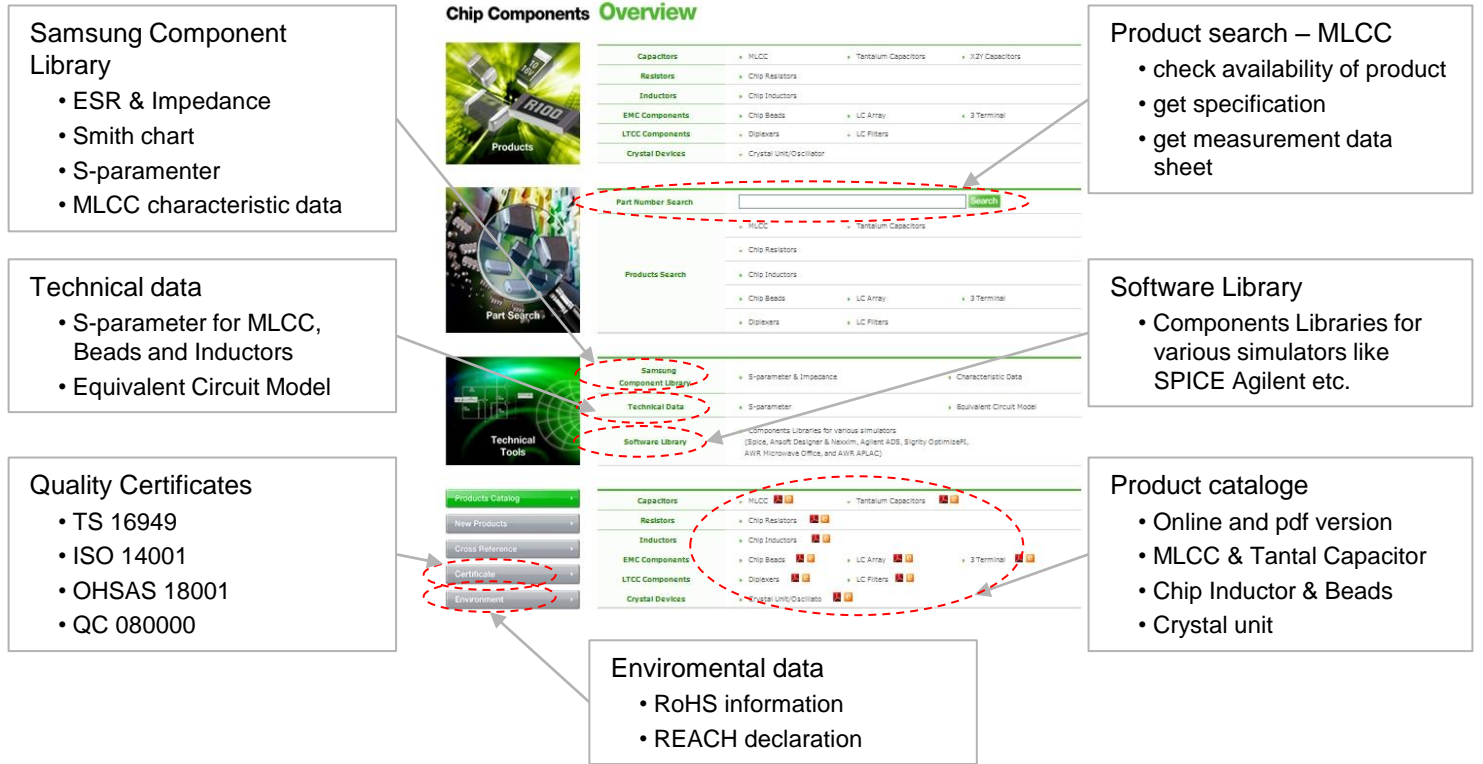 Chip Components Overview
Samsung Component
Library
• ESR & Impedance
• Smith chart
• S-paramenter
• MLCC characteristic data
Technical data
• S-parameter for MLCC,
Beads and Inductors
• Equivalent Circuit Model
Quality Certificates
• TS 16949
• ISO 14001
• OHSAS 18001
• QC 080000
Products
Capacitors MLCC Tantalum Capacitors X2Y Capacitors
Resistors Chip Resistors
Inductors Chip Inductors
EMC Components Chip Beads LC Array 3 Terminal
LTCC Components Diplexers LC Filters
Crystal Devices Crystal Unit/Oscillator
Part Search
Part Number Search Search
MLCC Tantalum Capacitors
Chip Resistors
Products Search Chip Inductors
Chip Beads LC Array 3 Terminal
Diplexers LC Filters
Technical
Tools
Samsung
Component Library S-parameter & Impedance Characteristic Data
Technical Data S-parameter Equivalent Circuit Model
Software Library
Components Libraries for various simulators
(Spice, Ansoft Designer & Nexxim, Agilent ADS, Sigrity OptimizePI,
AWR Microwave Office, and AWR APLAC)
Products Catalog
New Products
Cross Reference
Certificate
Environment
Capacitors MLCC Tantalum Capacitors
Resistors Chip Resistors
Inductors Chip Inductors
EMC Components Chip Beads LC Array 3 Terminal
LTCC Components Diplexers LC Filters
Crystal Devices Crystal Unit/Oscillato
Product search – MLCC
• check availability of product
• get specification
• get measurement data
sheet
Software Library
• Components Libraries for
various simulators like
SPICE Agilent etc.
Product cataloge
• Online and pdf version
• MLCC & Tantal Capacitor
• Chip Inductor & Beads
• Crystal unit
Enviromental data
• RoHS information
• REACH declaration
R100
10
16V